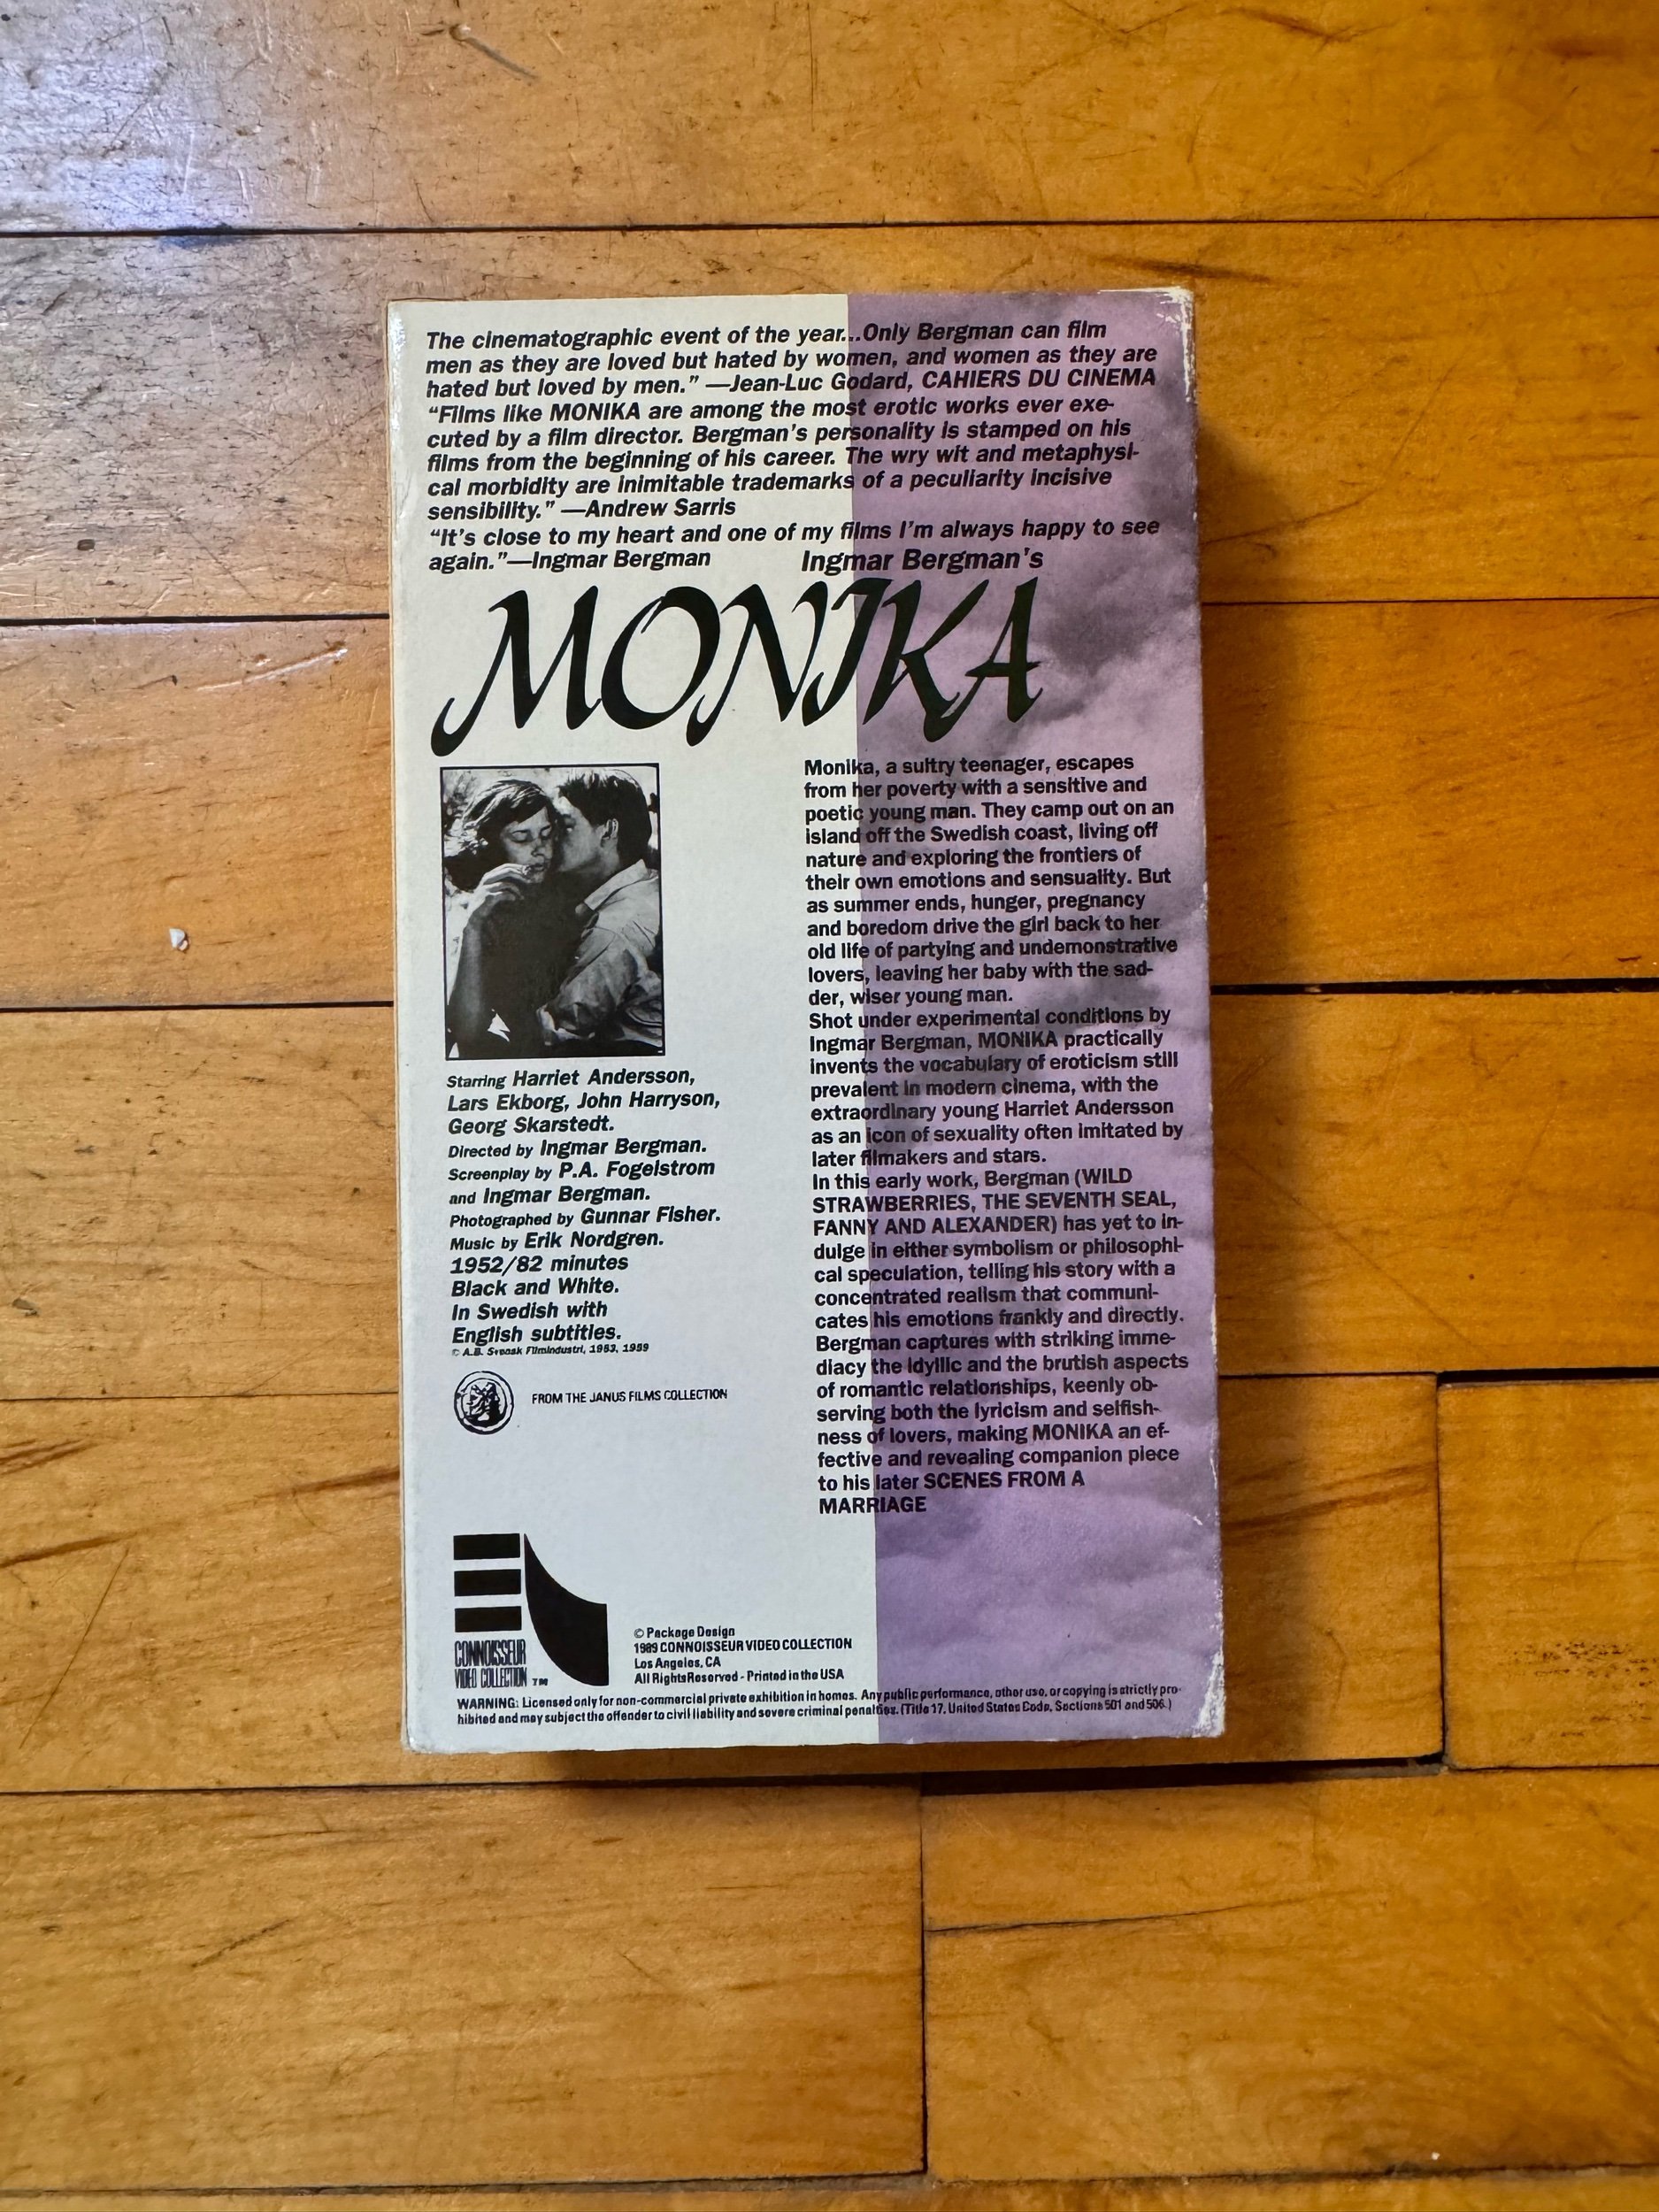 The cinematographic event of the year...Only Bergman can film
men as they are loved but hated by women, and women as they are
hated but loved by men.” —Jean-Luc Godard, CAHIERS DU CINEMA
“Films like MONIKA are among the most erotic works ever exe-
cuted by a film director. Bergman’s personality is stamped on his
films from the beginning of his career. The wry wit and metaphysi-
cal morbidity are inimitable trademarks of a peculiarity incisive
sensibility.” —Andrew Sarris
“It’s close to my heart and one of my films I’m always happy to see
again.”—Ingmar Bergman
Ingmar Bergman’s
MONIKA
Starring Harriet Andersson,
Lars Ekborg, John Harryson,
Georg Skarstedt.
Directed by Ingmar Bergman.
Screenplay by P.A. Fogelstrom
and Ingmar Bergman.
Photographed by Gunnar Fisher.
Music by Erik Nordgren.
1952/82 minutes
Black and White.
In Swedish with
English subtitles.
© A.B. Svensk Filmindustri, 1953, 1959
FROM THE JANUS FILMS COLLECTION
Monika, a sultry teenager, escapes
from her poverty with a sensitive and
poetic young man. They camp out on an
island off the Swedish coast, living off
nature and exploring the frontiers of
their own emotions and sensuality. But
as summer ends, hunger, pregnancy
and boredom drive the girl back to her
old life of partying and undemonstrative
lovers, leaving her baby with the sad-
der, wiser young man.
Shot under experimental conditions by
Ingmar Bergman, MONIKA practically
invents the vocabulary of eroticism still
prevalent in modern cinema, with the
extraordinary young Harriet Andersson
as an icon of sexuality often imitated by
later filmakers and stars.
In this early work, Bergman (WILD
STRAWBERRIES, THE SEVENTH SEAL,
FANNY AND ALEXANDER) has yet to in-
dulge in either symbolism or philosophi-
cal speculation, telling his story with a
concentrated realism that communi-
cates his emotions frankly and directly.
Bergman captures with striking imme-
diacy the idyllic and the brutish aspects
of romantic relationships, keenly ob-
serving both the lyricism and selfish-
ness of lovers, making MONIKA an ef-
fective and revealing companion piece
to his later SCENES FROM A
MARRIAGE
CONNOISSEUR
VIDEO COLLECTION ™
© Package Design
1989 CONNOISSEUR VIDEO COLLECTION
Los Angeles, CA
All Rights Reserved - Printed in the USA
WARNING: Licensed only for non-commercial private exhibition in homes. Any public performance, other use, or copying is strictly pro-
hibited and may subject the offender to civil liability and severe criminal penalties. (Title 17, United States Code, Sections 501 and 506.)